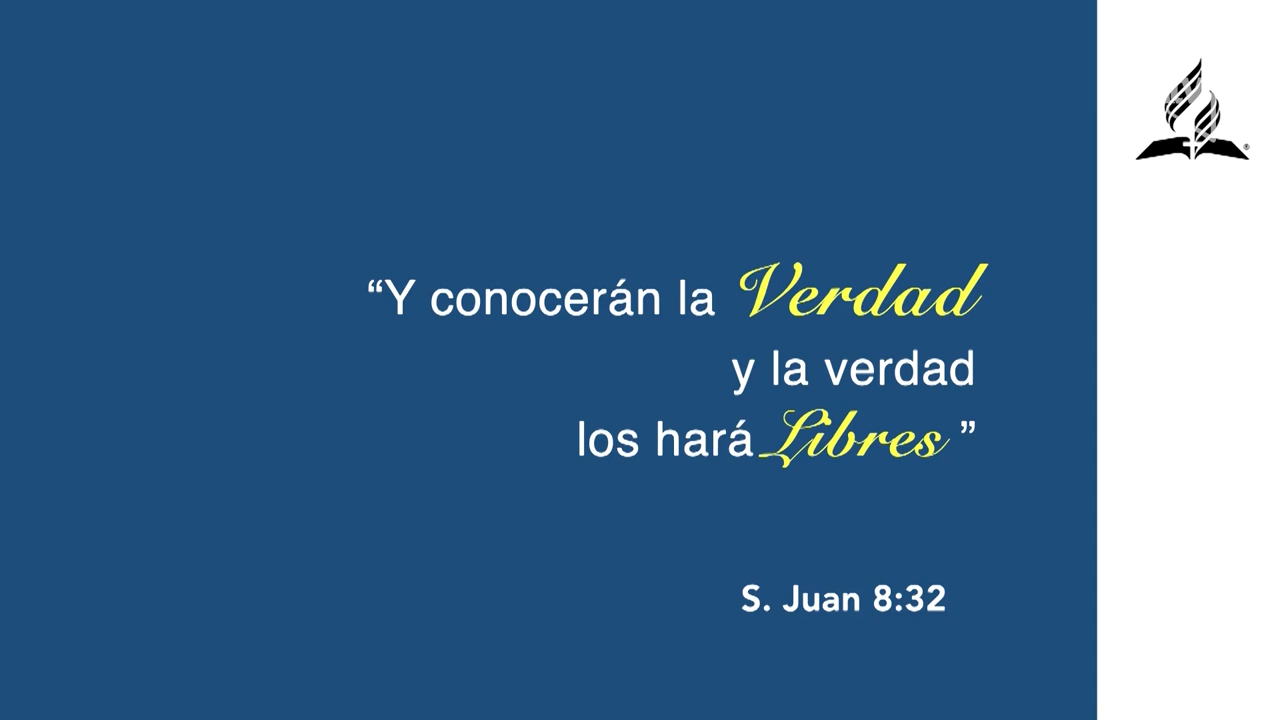 “Y conocerán la Verdad
y la verdad
los hará Libres ”
S. Juan 8:32
®